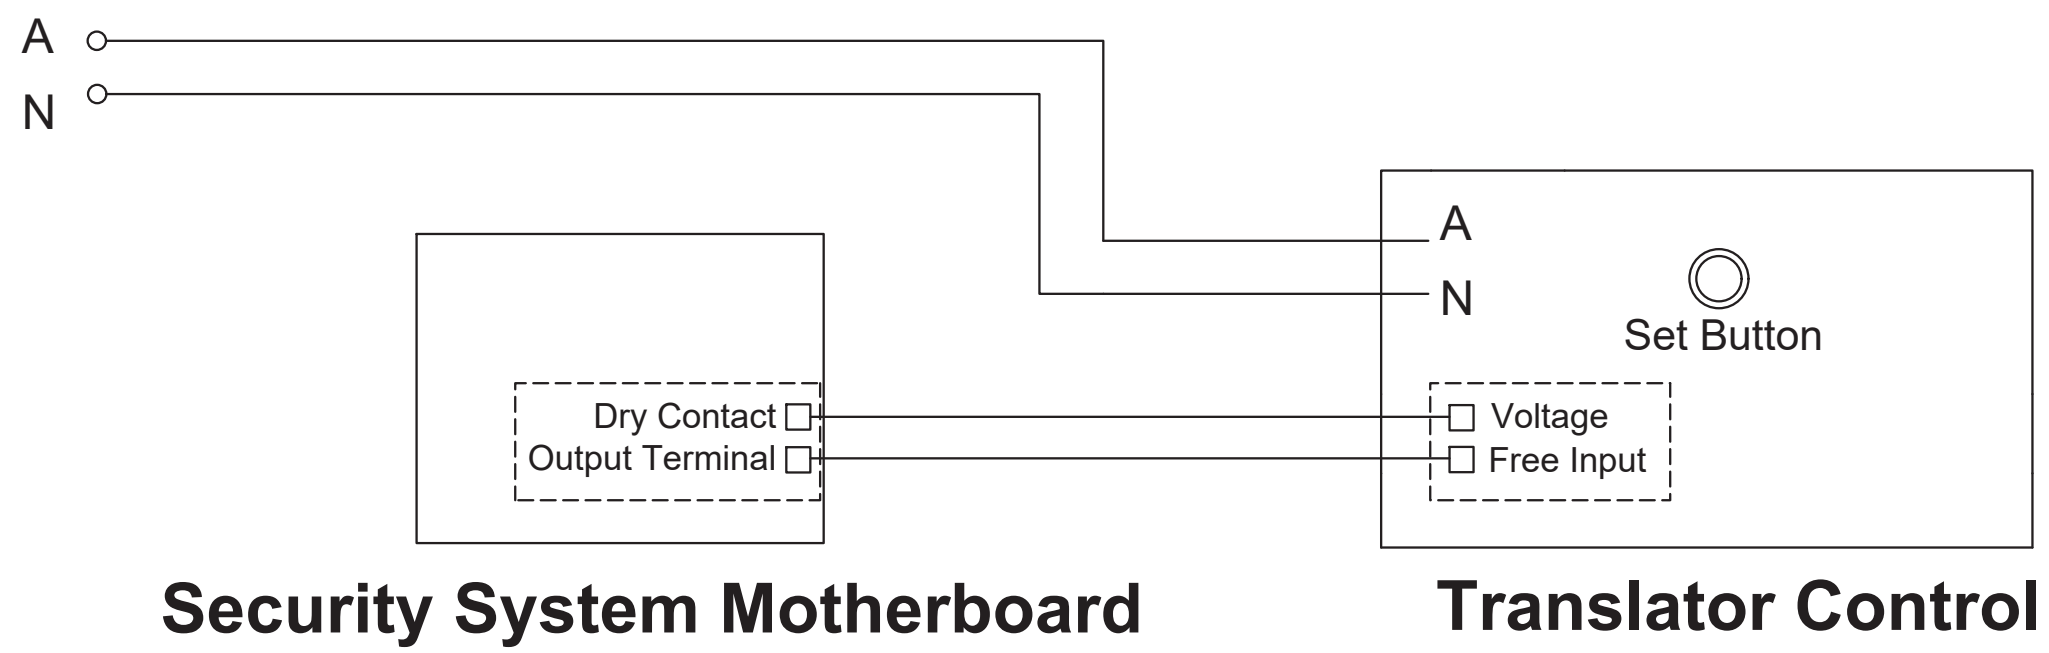 A
N
A
N
Set Button
Dry Contact
Output Terminal
Voltage
Free Input
Security System Motherboard
Translator Control